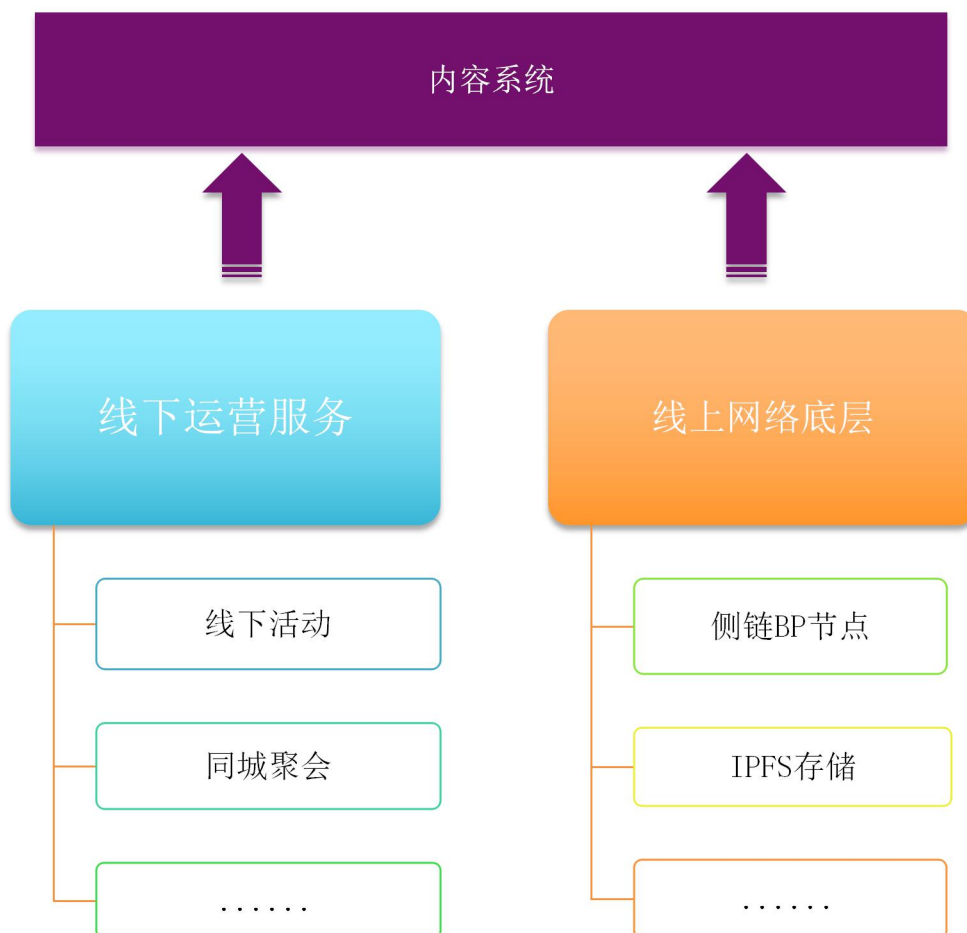 内容系统
线下运营服务
线上网络底层
线下活动
侧链BP节点
同城聚会
IPFS存储
......
......